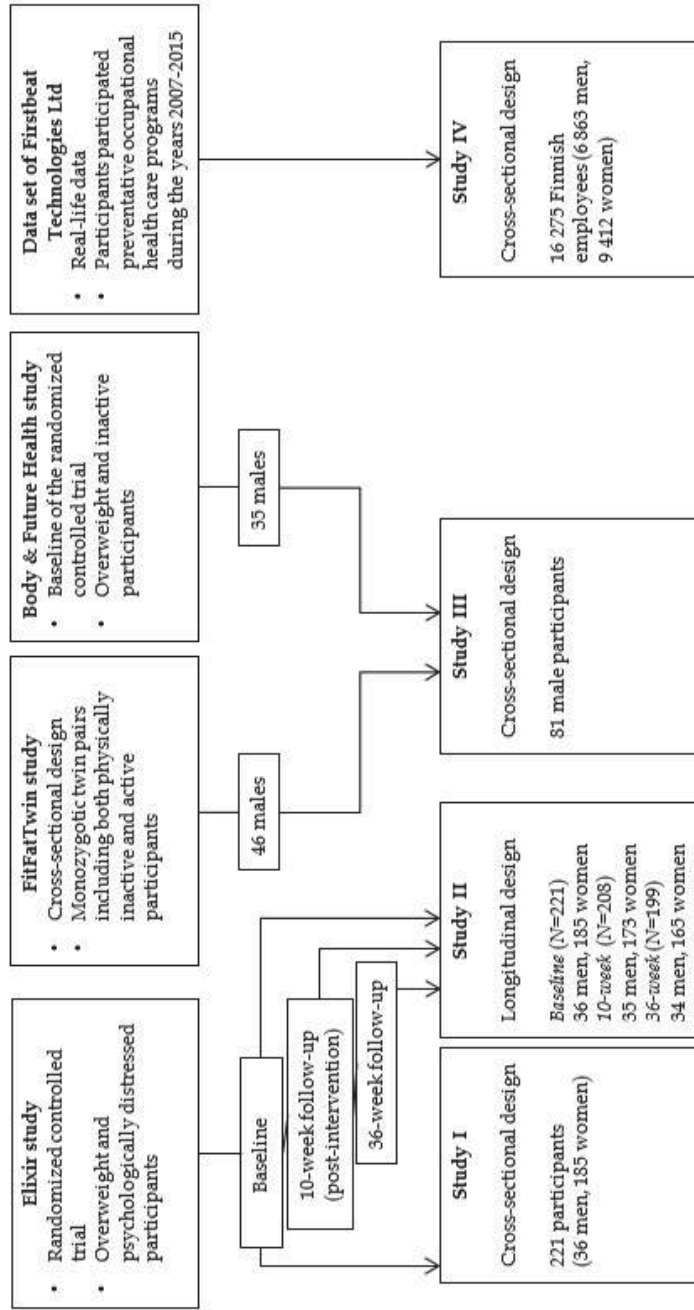 Elixir study
• Randomized controlled
trial
• Overweight and
psychologically distressed
participants
FitFatTwin study
• Cross-sectional design
• Monozygotic twin pairs
including both physically
inactive and active
participants
Body & Future Health study
• Baseline of the randomized
controlled trial
• Overweight and inactive
participants
Data set of Firstbeat
Technologies Ltd
• Real-life data
• Participants participated
preventative occupational
health care programs
during the years 2007-2015
Baseline
10-week follow-up
(post-intervention)
36-week follow-up
46 males
35 males
Study I
Cross-sectional design
221 participants
(36 men, 185 women)
Study II
Longitudinal design
Baseline (N=221)
36 men, 185 women
10-week (N=208)
35 men, 173 women
36-week (N=199)
34 men, 165 women
Study III
Cross-sectional design
81 male participants
Study IV
Cross-sectional design
16 275 Finnish
employees (6 863 men,
9 412 women)